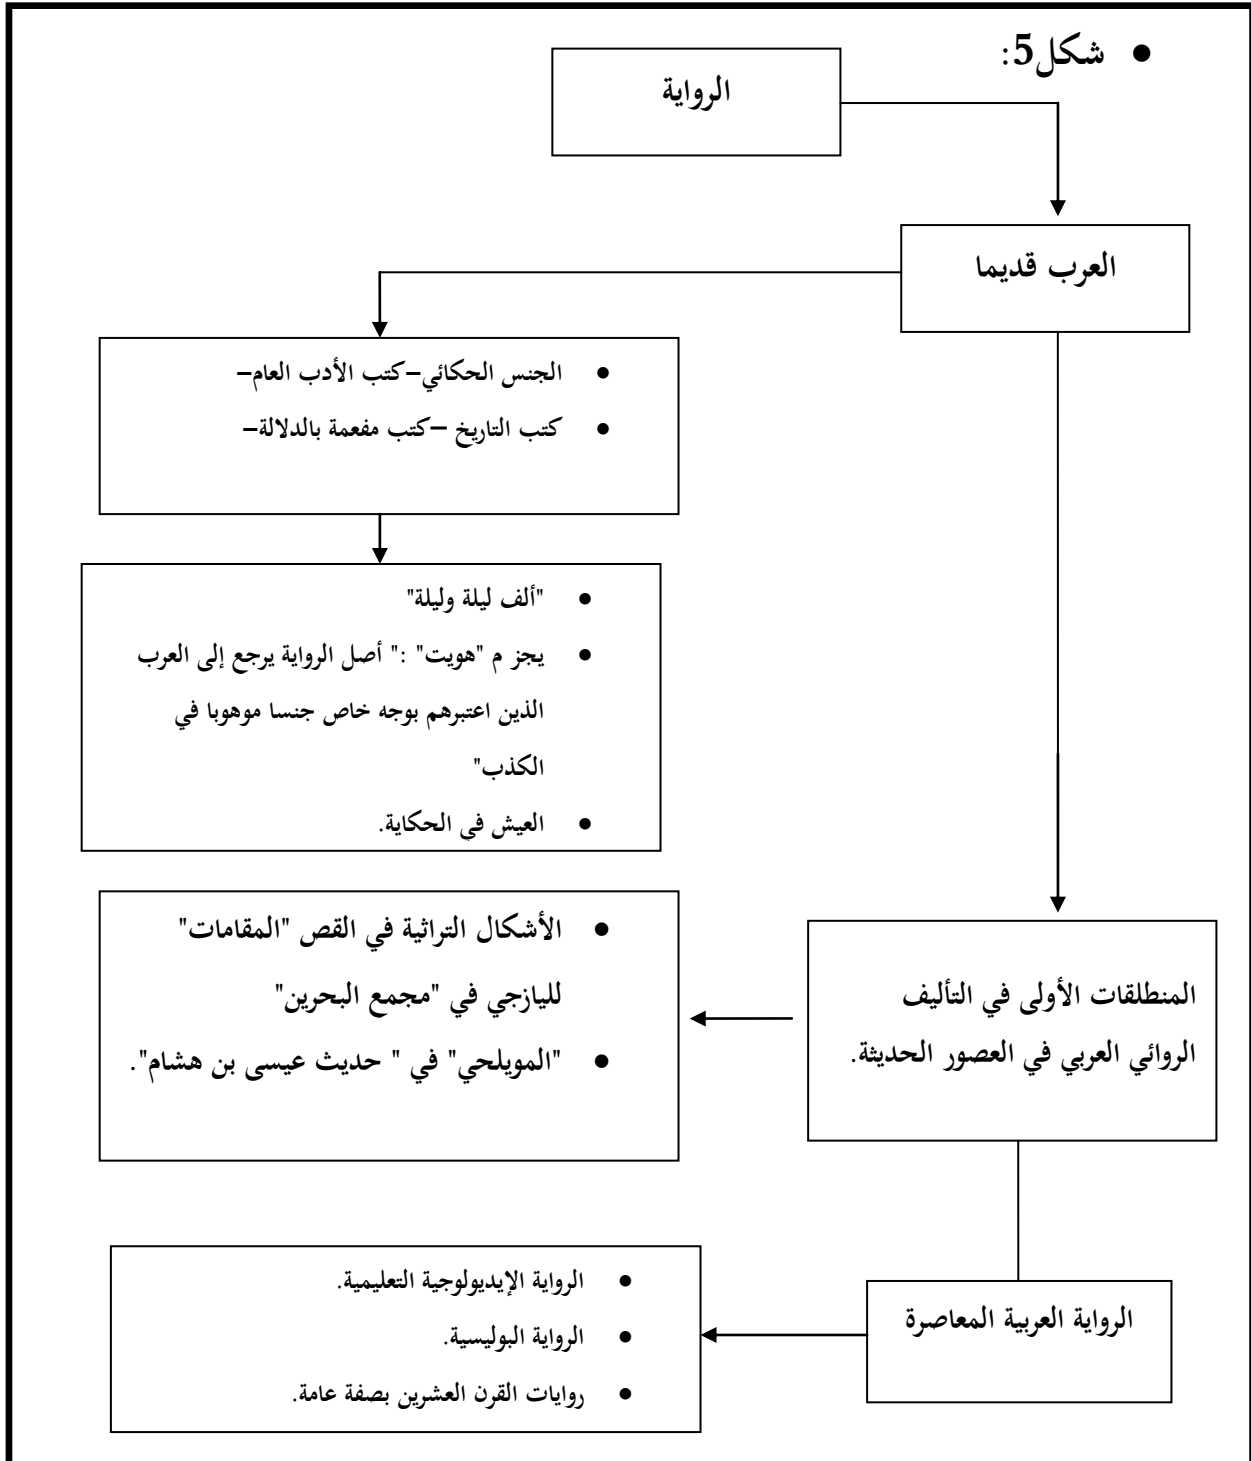 • شكل5:
الرواية
العرب قديما
• الجنس الحكائي–كتب الأدب العام–
• كتب التاريخ –كتب مفعمة بالدلالة–
• "ألف ليلة وليلة"
• يجز م "هويت" :" أصل الرواية يرجع إلى العرب
الذين اعتبرهم بوجه خاص جنسا موهوبا في
الكذب"
• العيش في الحكاية.
المنطلقات الأولى في التأليف
الروائي العربي في العصور الحديثة.
• الأشكال التراثية في القص "المقامات"
لليازجي في "مجمع البحرين"
• "المويلحي" في " حديث عيسى بن هشام".
الرواية العربية المعاصرة
• الرواية الإيديولوجية التعليمية.
• الرواية البوليسية.
• روايات القرن العشرين بصفة عامة.